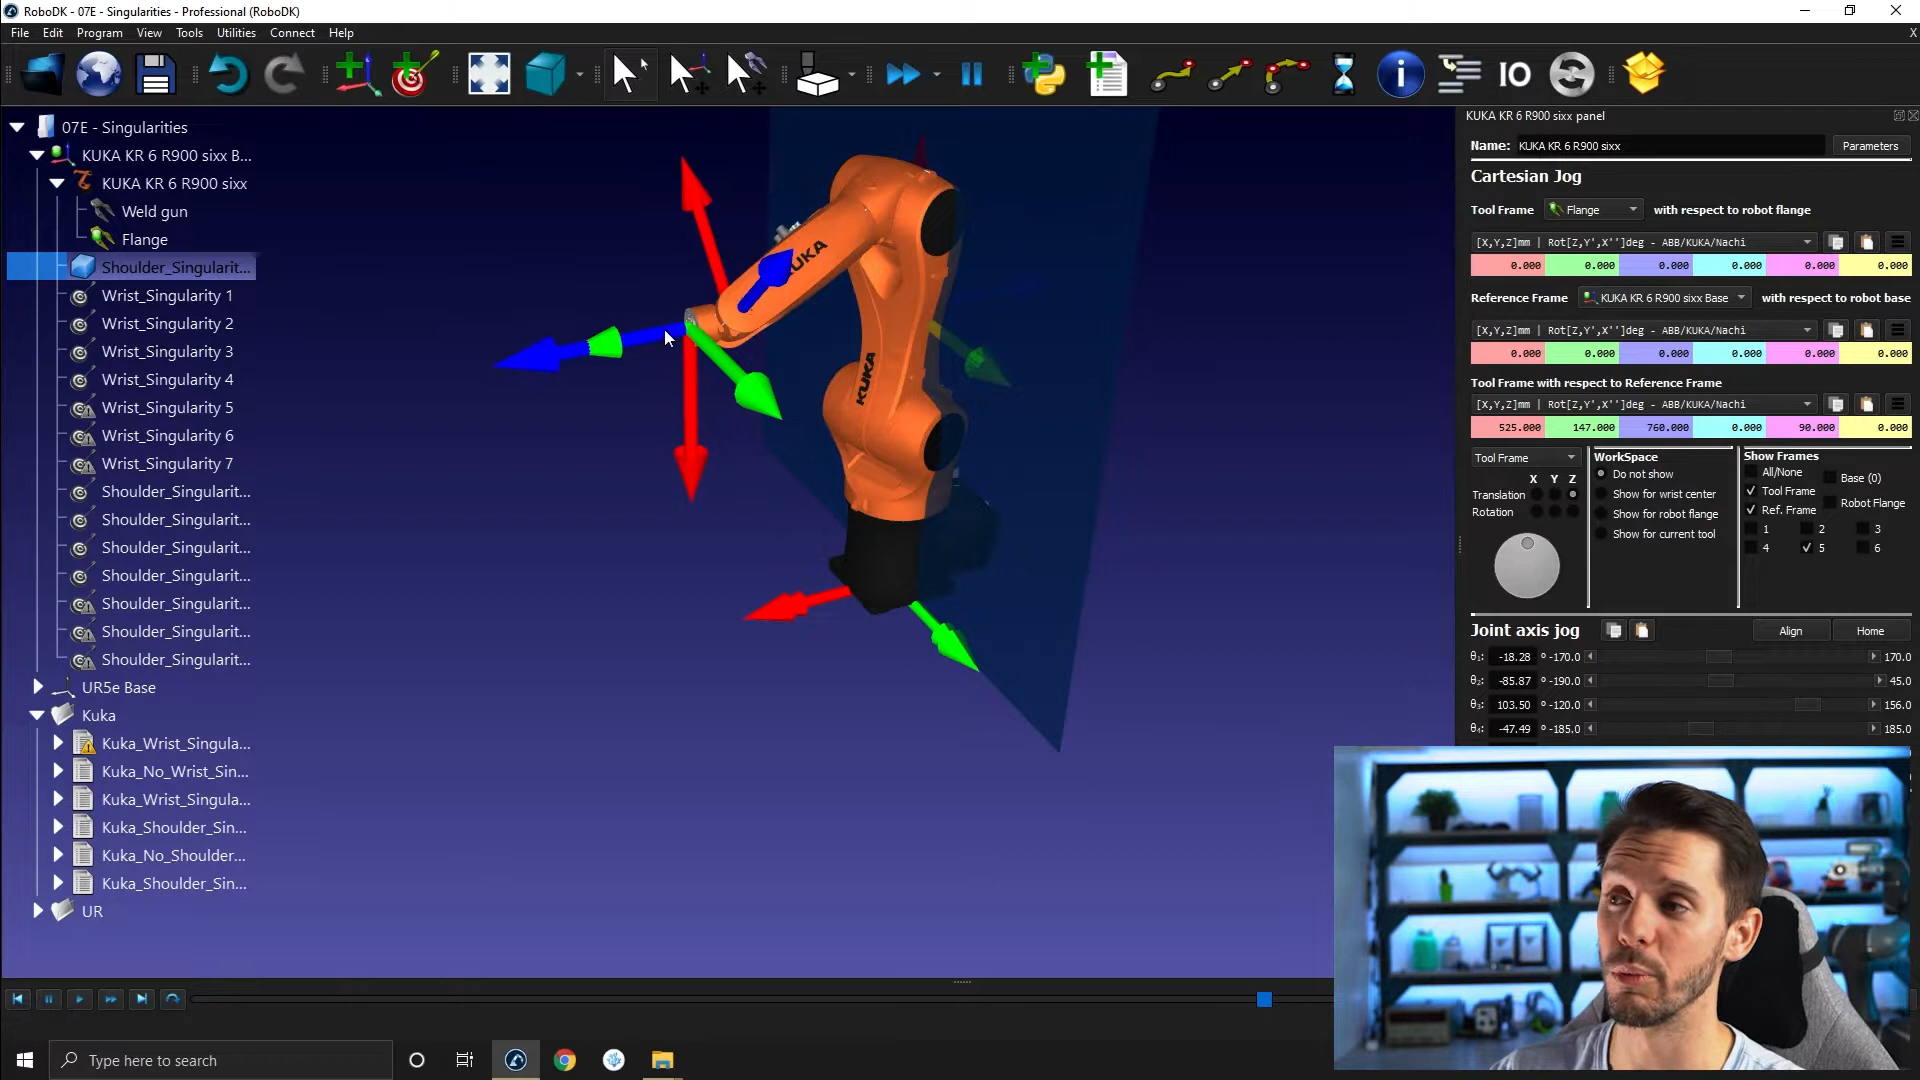 RoboDK - 07E - Singularities - Professional (RoboDK)
File Edit Program View Tools Utilities Connect Help X
IO
07E - Singularities
KUKA KR 6 R900 sixx B...
KUKA KR 6 R900 sixx
Weld gun
Flange
Shoulder_Singularit...
Wrist_Singularity 1
Wrist_Singularity 2
Wrist_Singularity 3
Wrist_Singularity 4
Wrist_Singularity 5
Wrist_Singularity 6
Wrist_Singularity 7
Shoulder_Singularit...
Shoulder_Singularit...
Shoulder_Singularit...
Shoulder_Singularit...
Shoulder_Singularit...
Shoulder_Singularit...
Shoulder_Singularit...
UR5e Base
Kuka
Kuka_Wrist_Singula...
Kuka_No_Wrist_Sin...
Kuka_Wrist_Singula...
Kuka_Shoulder_Sin...
Kuka_No_Shoulder...
Kuka_Shoulder_Sin...
UR
KUKA
KUKA
KUKA KR 6 R900 sixx panel
Name: KUKA KR 6 R900 sixx Parameters
Cartesian Jog
Tool Frame Flange with respect to robot flange
[X,Y,Z]mm | Rot[Z,Y',X'']deg - ABB/KUKA/Nachi
0.000 0.000 0.000 0.000 0.000 0.000
Reference Frame KUKA KR 6 R900 sixx Base with respect to robot base
[X,Y,Z]mm | Rot[Z,Y',X'']deg - ABB/KUKA/Nachi
0.000 0.000 0.000 0.000 0.000 0.000
Tool Frame with respect to Reference Frame
[X,Y,Z]mm | Rot[Z,Y',X'']deg - ABB/KUKA/Nachi
525.000 147.000 760.000 0.000 90.000 0.000
Tool Frame
X Y Z
Translation
Rotation
WorkSpace
Do not show
Show for wrist center
Show for robot flange
Show for current tool
Show Frames
All/None Base (0)
Tool Frame
Robot Flange
Ref. Frame
1 2 3
4 5 6
Joint axis jog Align Home
θ₁: -18.28 º -170.0 170.0
θ₂: -85.87 º -190.0 45.0
θ₃: 103.50 º -120.0 156.0
θ₄: -47.49 º -185.0 185.0
Type here to search